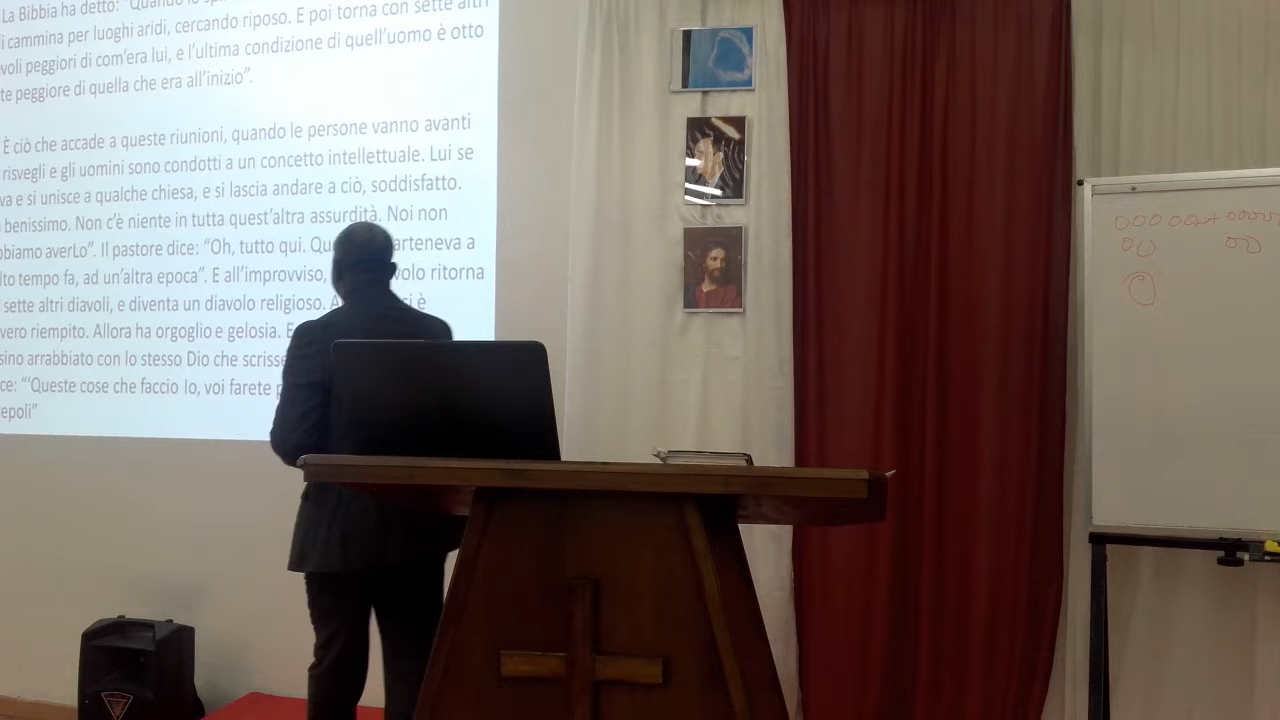 La Bibbia ha detto: "Quando lo
cammina per luoghi aridi, cercando riposo. E poi torna con sette altri
voli peggiori di com'era lui, e l'ultima condizione di quell'uomo è otto
te peggiore di quella che era all'inizio".
È ciò che accade a queste riunioni, quando le persone vanno avanti
risvegli e gli uomini sono condotti a un concetto intellettuale. Lui se
va e si unisce a qualche chiesa, e si lascia andare a ciò, soddisfatto.
benissimo. Non c'è niente in tutta quest'altra assurdità. Noi non
bbiamo averLo". Il pastore dice: "Oh, tutto qui. Qu arteneva a
lto tempo fa, ad un'altra epoca". E all'improvviso, volo ritorna
sette altri diavoli, e diventa un diavolo religioso. A ci è
vero riempito. Allora ha orgoglio e gelosia. E
sino arrabbiato con lo stesso Dio che scrisse
ce: "'Queste cose che faccio Io, voi farete
epoli"